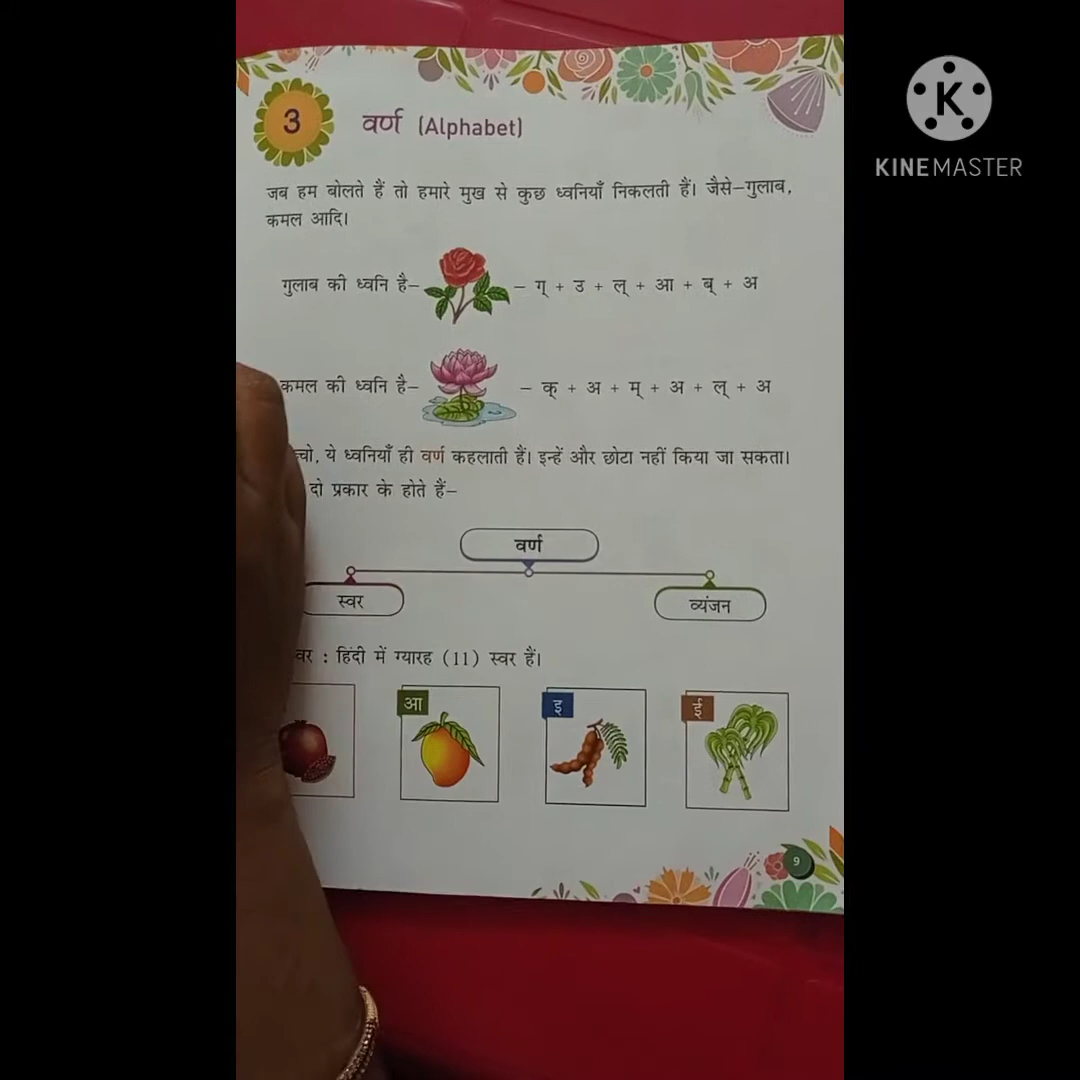 3 वर्ण (Alphabet)
जब हम बोलते हैं तो हमारे मुख से कुछ ध्वनियाँ निकलती हैं। जैसे–गुलाब,
कमल आदि।
गुलाब की ध्वनि है– – ग् + उ + ल् + आ + ब् + अ
कमल की ध्वनि है– – क् + अ + म् + अ + ल् + अ
ये ध्वनियाँ ही वर्ण कहलाती हैं। इन्हें और छोटा नहीं किया जा सकता।
दो प्रकार के होते हैं–
वर्ण
स्वर
व्यंजन
: हिंदी में ग्यारह (11) स्वर हैं।
आ
इ
ई
9
K
KINEMASTER